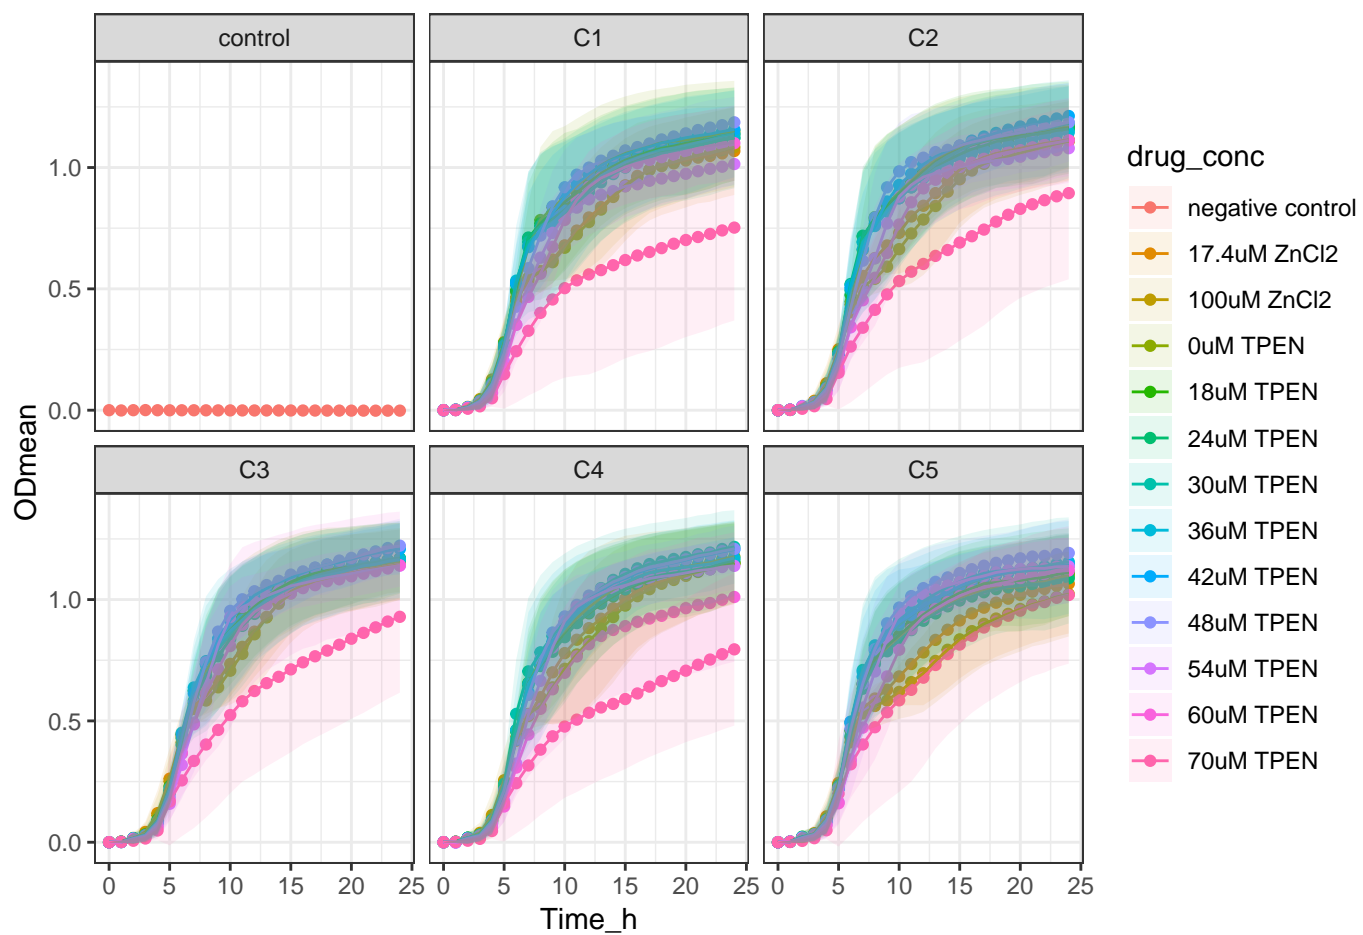 control
C1
C2
1.0
0.5
0.0
C3
C4
C5
1.0
0.5
0.0
0 5 10 15 20 25
0 5 10 15 20 25
0 5 10 15 20 25
Time_h
ODmean
drug_conc
negative control
17.4uM ZnCl2
100uM ZnCl2
0uM TPEN
18uM TPEN
24uM TPEN
30uM TPEN
36uM TPEN
42uM TPEN
48uM TPEN
54uM TPEN
60uM TPEN
70uM TPEN